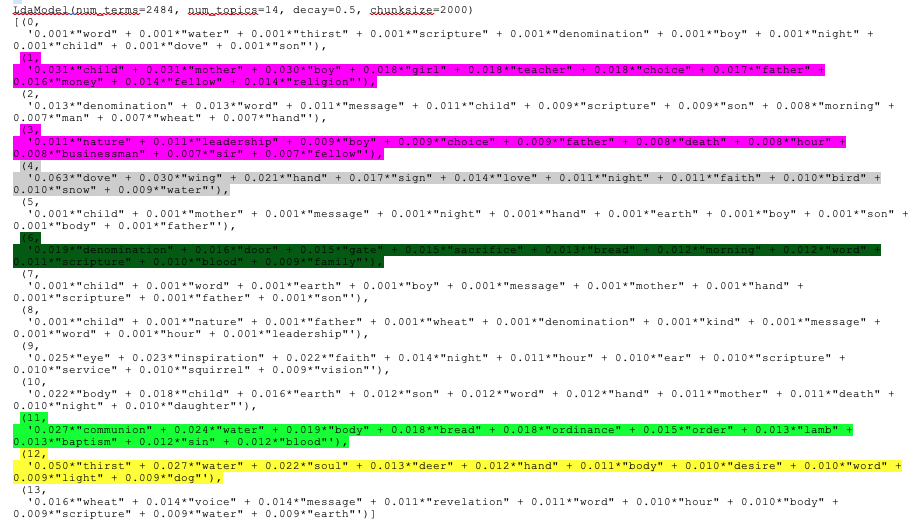 LdaModel(num_terms=2484, num_topics=14, decay=0.5, chunksize=2000)
[(0,
'0.001*"word" + 0.001*"water" + 0.001*"thirst" + 0.001*"scripture" + 0.001*"denomination" + 0.001*"boy" + 0.001*"night" +
0.001*"child" + 0.001*"dove" + 0.001*"son"'),
(1,
'0.031*"child" + 0.031*"mother" + 0.030*"boy" + 0.018*"girl" + 0.018*"teacher" + 0.018*"choice" + 0.017*"father" +
0.016*"money" + 0.014*"fellow" + 0.014*"religion"'),
(2,
'0.013*"denomination" + 0.013*"word" + 0.011*"message" + 0.011*"child" + 0.009*"scripture" + 0.009*"son" + 0.008*"morning" +
0.007*"man" + 0.007*"wheat" + 0.007*"hand"'),
(3,
'0.011*"nature" + 0.011*"leadership" + 0.009*"boy" + 0.009*"choice" + 0.009*"father" + 0.008*"death" + 0.008*"hour" +
0.008*"businessman" + 0.007*"sir" + 0.007*"fellow"'),
(4,
'0.063*"dove" + 0.030*"wing" + 0.021*"hand" + 0.017*"sign" + 0.014*"love" + 0.011*"night" + 0.011*"faith" + 0.010*"bird" +
0.010*"snow" + 0.009*"water"'),
(5,
'0.001*"child" + 0.001*"mother" + 0.001*"message" + 0.001*"night" + 0.001*"hand" + 0.001*"earth" + 0.001*"boy" + 0.001*"son" +
0.001*"body" + 0.001*"father"'),
(6,
'0.019*"denomination" + 0.016*"door" + 0.015*"gate" + 0.015*"sacrifice" + 0.013*"bread" + 0.012*"morning" + 0.012*"word" +
0.011*"scripture" + 0.010*"blood" + 0.009*"family"'),
(7,
'0.001*"child" + 0.001*"word" + 0.001*"earth" + 0.001*"boy" + 0.001*"message" + 0.001*"mother" + 0.001*"hand" +
0.001*"scripture" + 0.001*"father" + 0.001*"son"'),
(8,
'0.001*"child" + 0.001*"nature" + 0.001*"father" + 0.001*"wheat" + 0.001*"denomination" + 0.001*"kind" + 0.001*"message" +
0.001*"word" + 0.001*"hour" + 0.001*"leadership"'),
(9,
'0.025*"eye" + 0.023*"inspiration" + 0.022*"faith" + 0.014*"night" + 0.011*"hour" + 0.010*"ear" + 0.010*"scripture" +
0.010*"service" + 0.010*"squirrel" + 0.009*"vision"'),
(10,
'0.022*"body" + 0.018*"child" + 0.016*"earth" + 0.012*"son" + 0.012*"word" + 0.012*"hand" + 0.011*"mother" + 0.011*"death" +
0.010*"night" + 0.010*"daughter"'),
(11,
'0.027*"communion" + 0.024*"water" + 0.019*"body" + 0.018*"bread" + 0.018*"ordinance" + 0.015*"order" + 0.013*"lamb" +
0.013*"baptism" + 0.012*"sin" + 0.012*"blood"'),
(12,
'0.050*"thirst" + 0.027*"water" + 0.022*"soul" + 0.013*"deer" + 0.012*"hand" + 0.011*"body" + 0.010*"desire" + 0.010*"word" +
0.009*"light" + 0.009*"dog"'),
(13,
'0.016*"wheat" + 0.014*"voice" + 0.014*"message" + 0.011*"revelation" + 0.011*"word" + 0.010*"hour" + 0.010*"body" +
0.009*"scripture" + 0.009*"water" + 0.009*"earth"')]